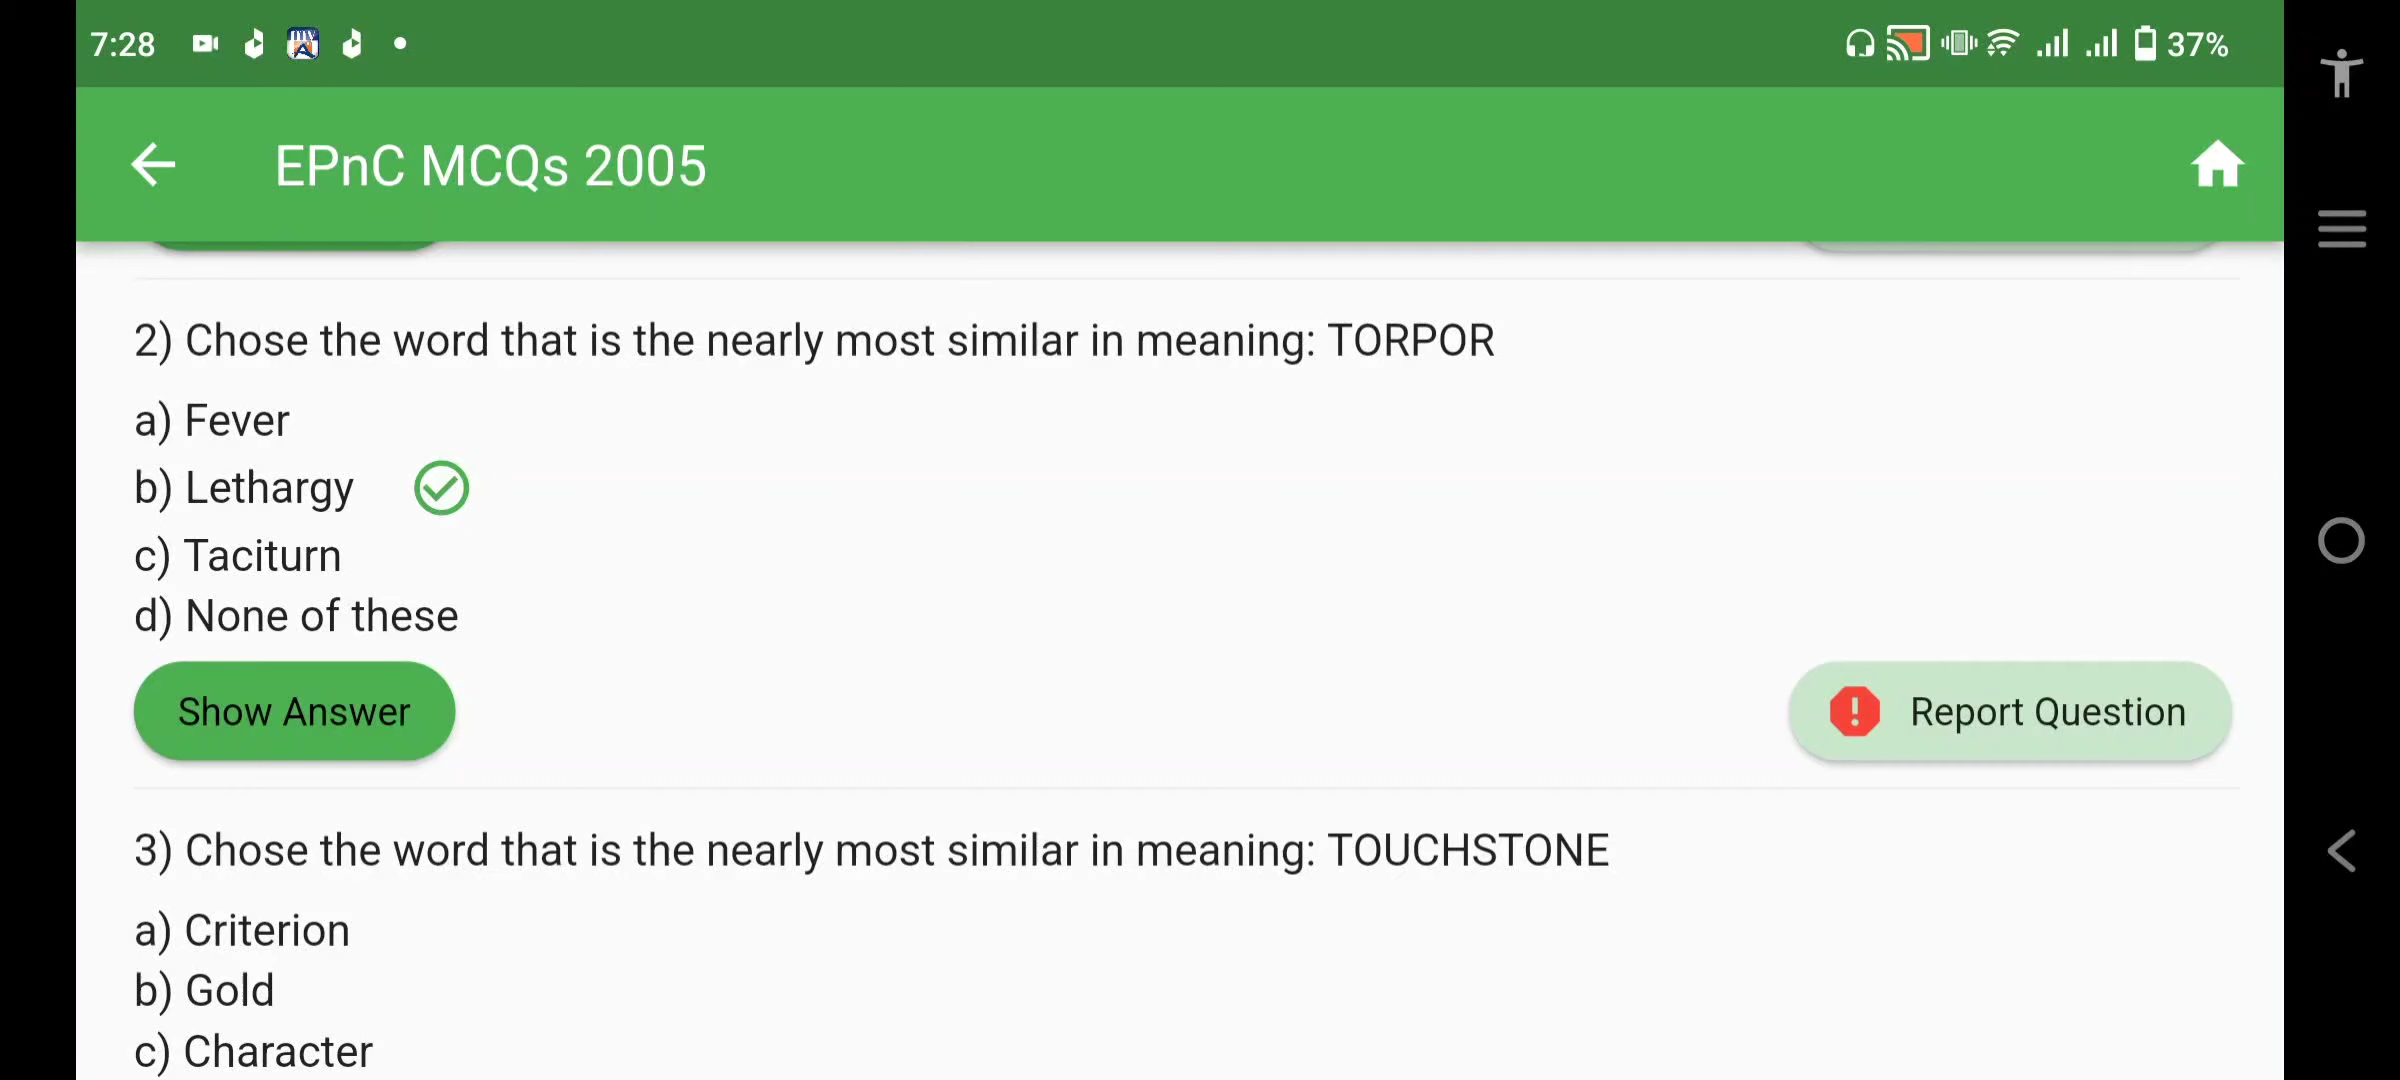 7:28
37%
EPnC MCQs 2005
2) Chose the word that is the nearly most similar in meaning: TORPOR
a) Fever
b) Lethargy
c) Taciturn
d) None of these
Show Answer
Report Question
3) Chose the word that is the nearly most similar in meaning: TOUCHSTONE
a) Criterion
b) Gold
c) Character